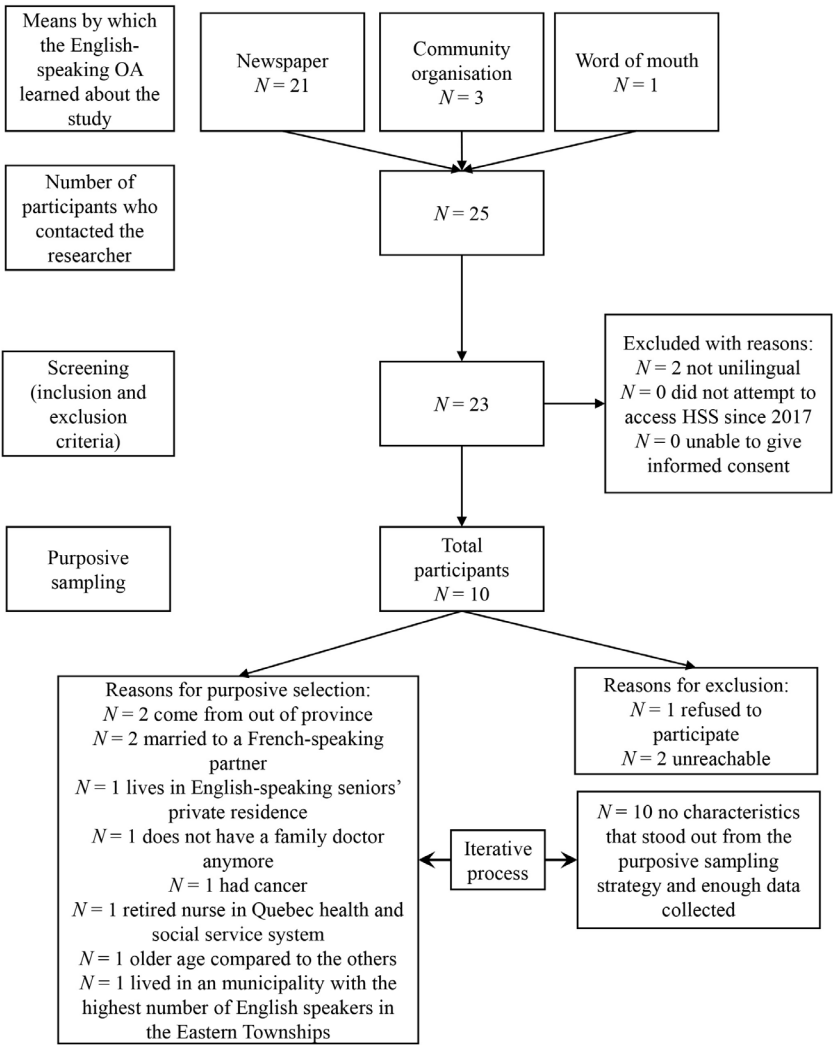 Means by which
the English-
speaking OA
learned about the
study
Newspaper
N = 21
Community
organisation
N = 3
Word of mouth
N = 1
Number of
participants who
contacted the
researcher
N = 25
Screening
(inclusion and
exclusion
criteria)
N = 23
Excluded with reasons:
N = 2 not unilingual
N = 0 did not attempt to
access HSS since 2017
N = 0 unable to give
informed consent
Purposive
sampling
Total
participants
N = 10
Reasons for purposive selection:
N = 2 come from out of province
N = 2 married to a French-speaking
partner
N = 1 lives in English-speaking seniors’
private residence
N = 1 does not have a family doctor
anymore
N = 1 had cancer
N = 1 retired nurse in Quebec health and
social service system
N = 1 older age compared to the others
N = 1 lived in an municipality with the
highest number of English speakers in
the Eastern Townships
Iterative
process
Reasons for exclusion:
N = 1 refused to
participate
N = 2 unreachable
N = 10 no characteristics
that stood out from the
purposive sampling
strategy and enough data
collected